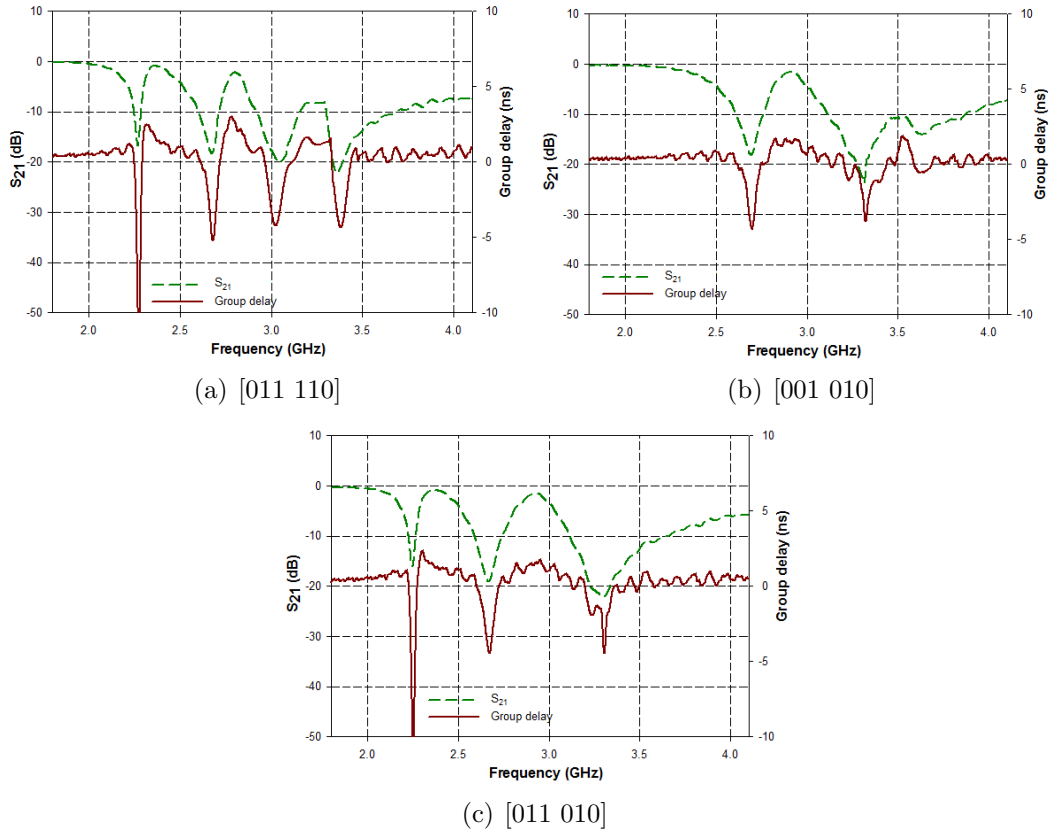 10
0
-10
-20
-30
-40
-50
S21 (dB)
10
5
0
-5
-10
Group delay (ns)
S21
Group delay
2.0 2.5 3.0 3.5 4.0
Frequency (GHz)
(a) [011 110]
10
0
-10
-20
-30
-40
-50
S21 (dB)
10
5
0
-5
-10
Group delay (ns)
S21
Group delay
2.0 2.5 3.0 3.5 4.0
Frequency (GHz)
(b) [001 010]
10
0
-10
-20
-30
-40
-50
S21 (dB)
10
5
0
-5
-10
Group delay (ns)
S21
Group delay
2.0 2.5 3.0 3.5 4.0
Frequency (GHz)
(c) [011 010]